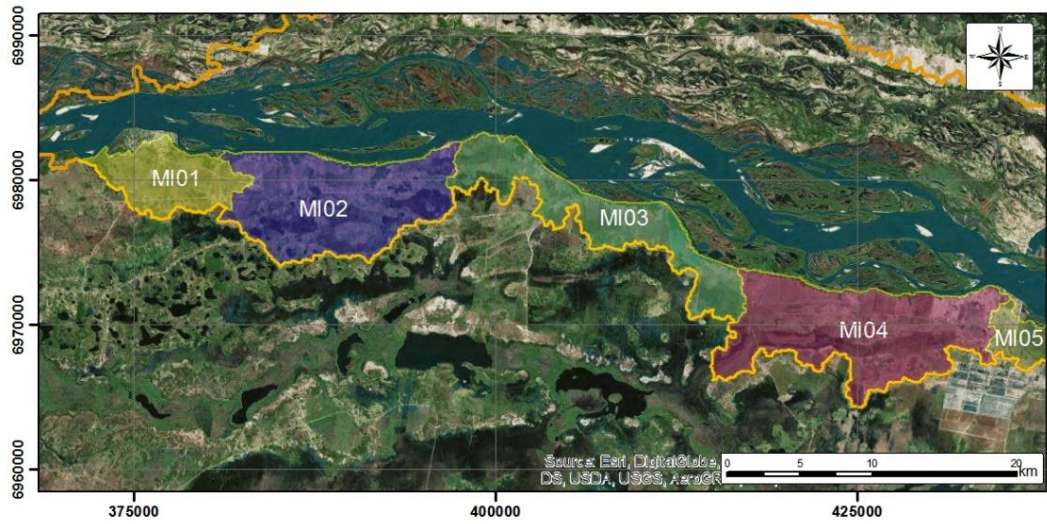 6990000
6980000
6970000
6960000
N
W E
S
MI01
MI02
MI03
MI04
MI05
Source: Esri, DigitalGlobe,
DS, USDA, USGS, AeroGR
0 5 10 20
km
375000 400000 425000